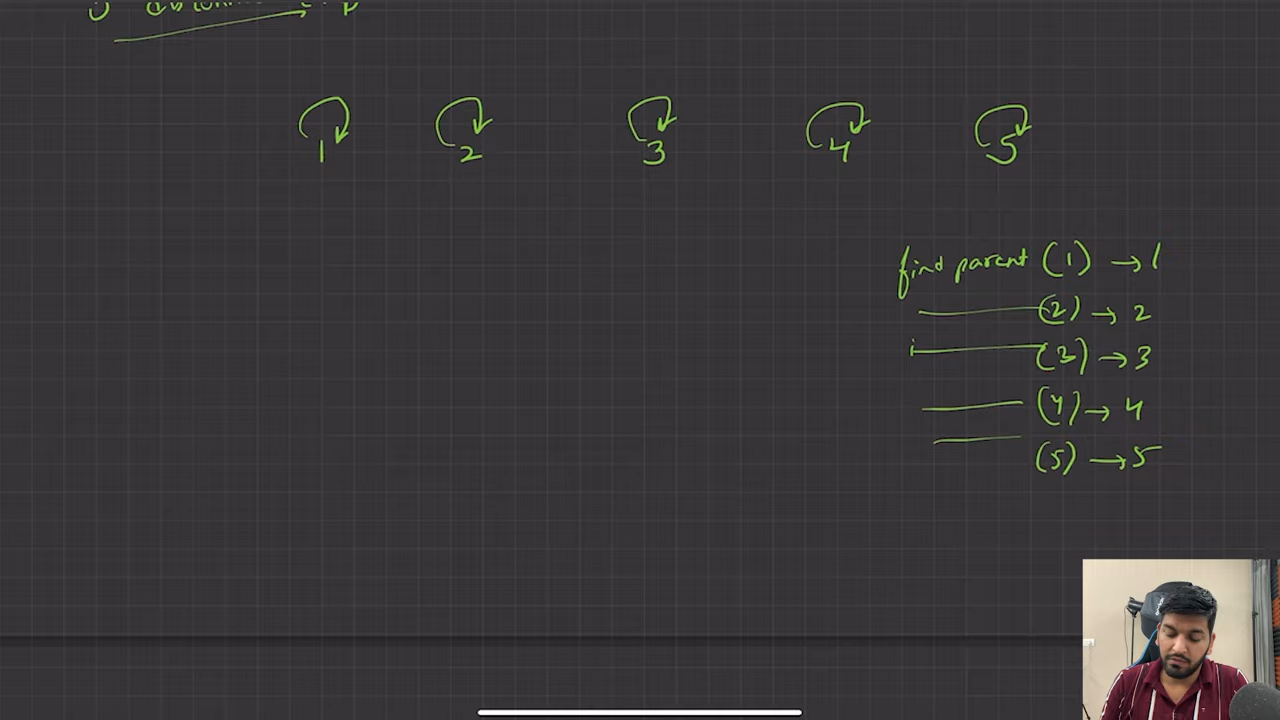 1 2 3 4 5
find parent (1) → 1
(2) → 2
(3) → 3
(4) → 4
(5) → 5